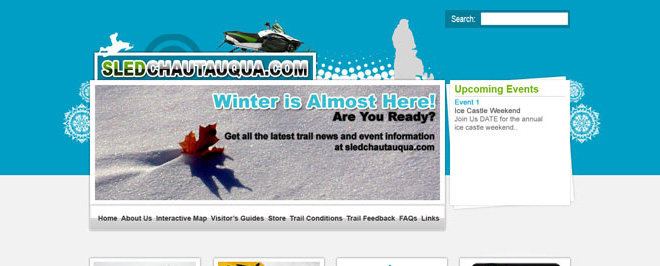 Search:
SLEDCHAUTAUQUA.COM
Winter is Almost Here!
Are You Ready?
Get all the latest trail news and event information
at sledchautauqua.com
Upcoming Events
Event 1
Ice Castle Weekend
Join Us DATE for the annual
ice castle weekend..
Home About Us Interactive Map Visitor's Guides Store Trail Conditions Trail Feedback FAQs Links